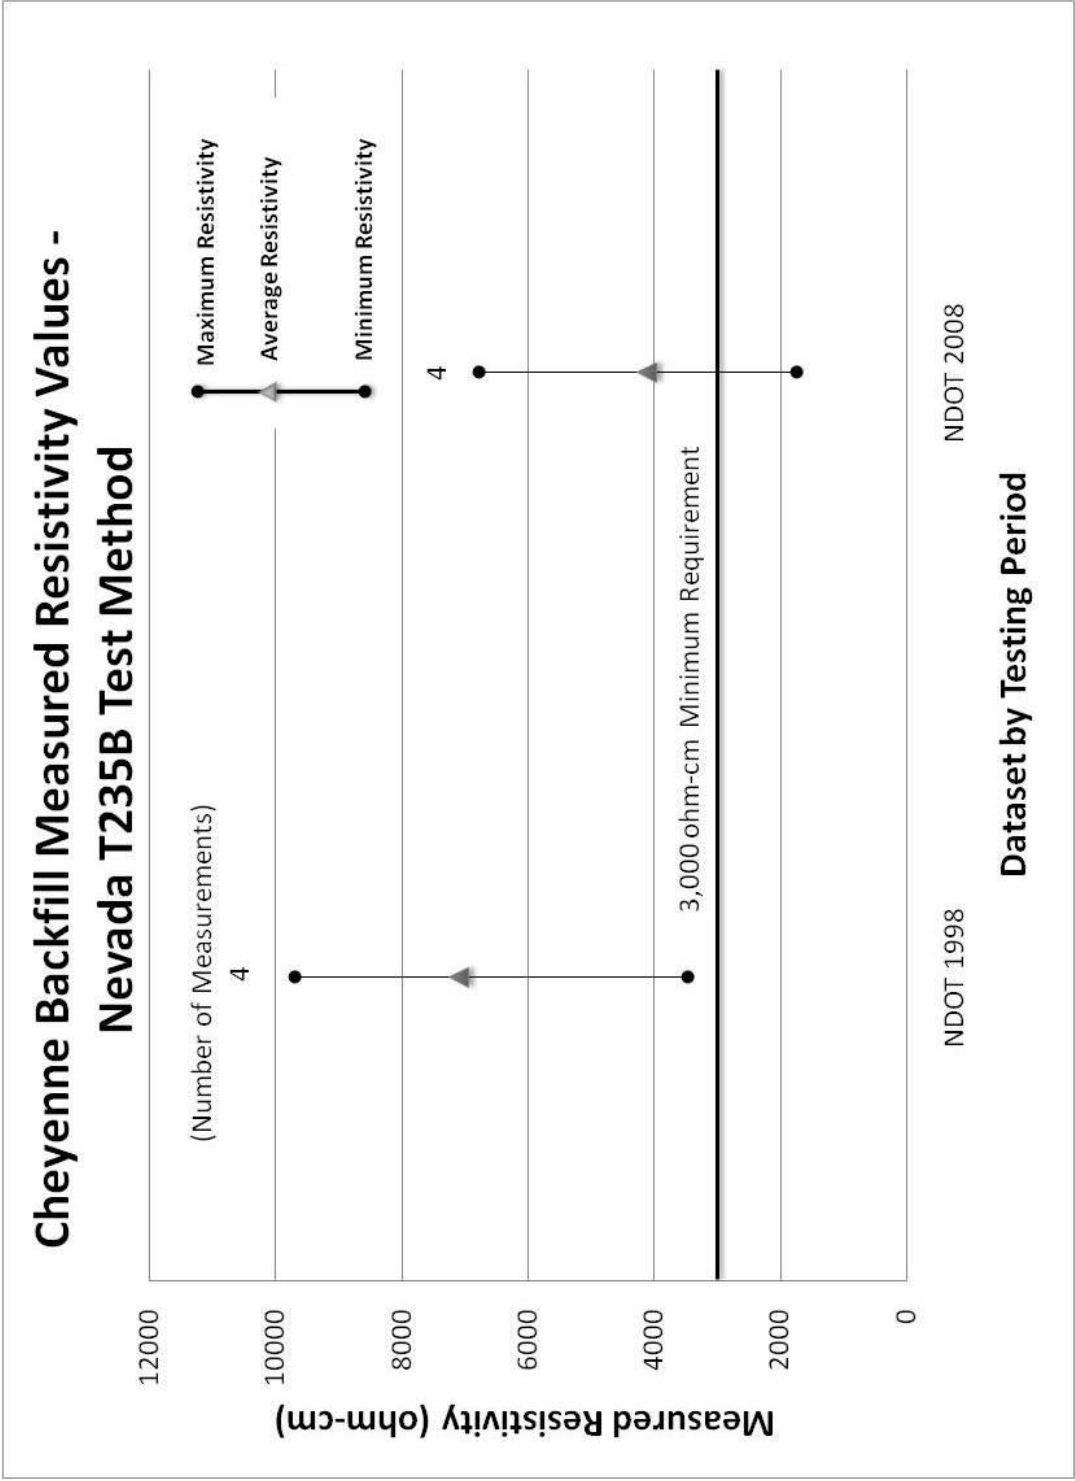 Cheyenne Backfill Measured Resistivity Values -
Nevada T235B Test Method
Measured Resistivity (ohm-cm)
12000
10000
8000
6000
4000
2000
0
(Number of Measurements)
4
4
Maximum Resistivity
Average Resistivity
Minimum Resistivity
3,000 ohm-cm Minimum Requirement
NDOT 1998
NDOT 2008
Dataset by Testing Period